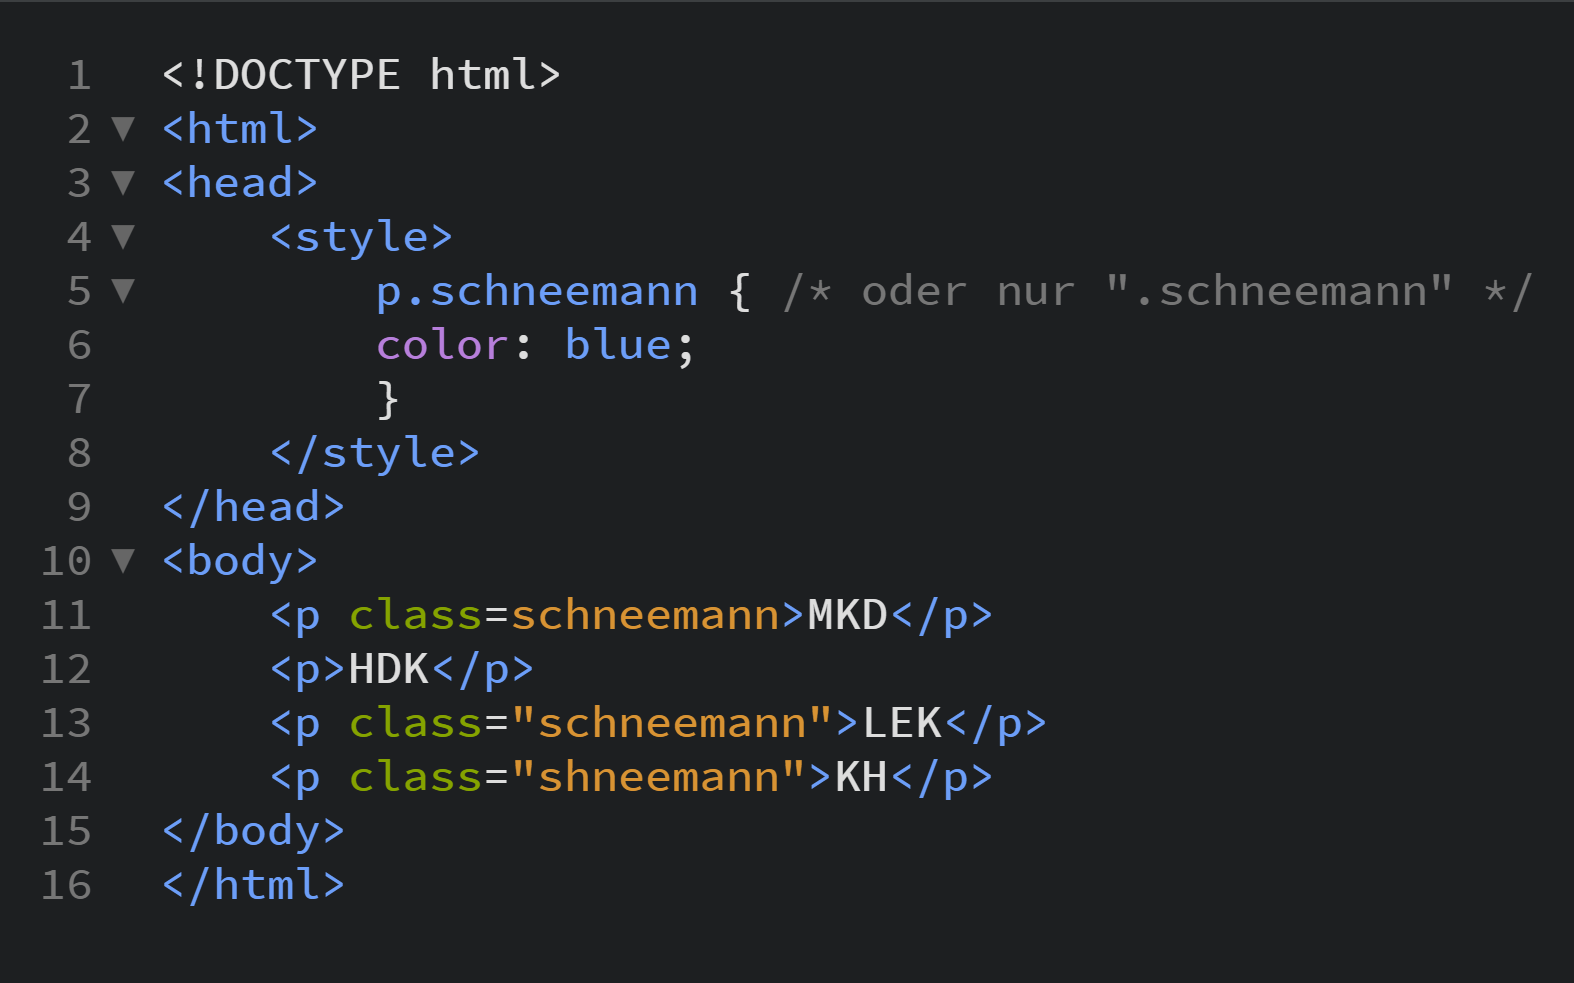 1 <!DOCTYPE html>
2 ▼ <html>
3 ▼ <head>
4 ▼     <style>
5 ▼         p.schneemann { /* oder nur ".schneemann" */
6         color: blue;
7         }
8     </style>
9 </head>
10 ▼ <body>
11     <p class=schneemann>MKD</p>
12     <p>HDK</p>
13     <p class="schneemann">LEK</p>
14     <p class="shneemann">KH</p>
15 </body>
16 </html>